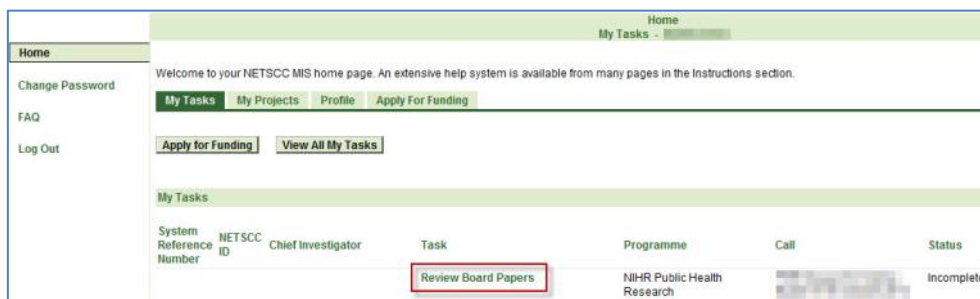 Home
My Tasks -
Home
Change Password
FAQ
Log Out
Welcome to your NETSCC MIS home page. An extensive help system is available from many pages in the Instructions section.
My Tasks My Projects Profile Apply For Funding
Apply for Funding View All My Tasks
My Tasks
System
Reference
Number
NETSCC
ID
Chief Investigator Task Programme Call Status
Review Board Papers
NIHR Public Health
Research
Incomplete